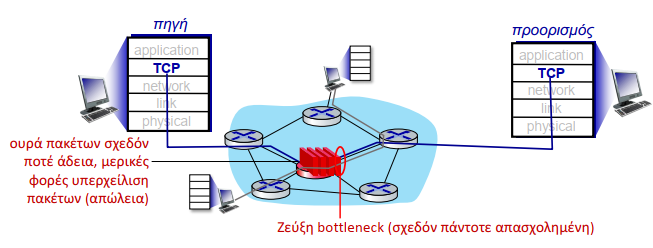 πηγή
application
TCP
network
link
physical
προορισμός
application
TCP
network
link
physical
ουρά πακέτων σχεδόν
ποτέ άδεια, μερικές
φορές υπερχείλιση
πακέτων (απώλεια)
Ζεύξη bottleneck (σχεδόν πάντοτε απασχολημένη)